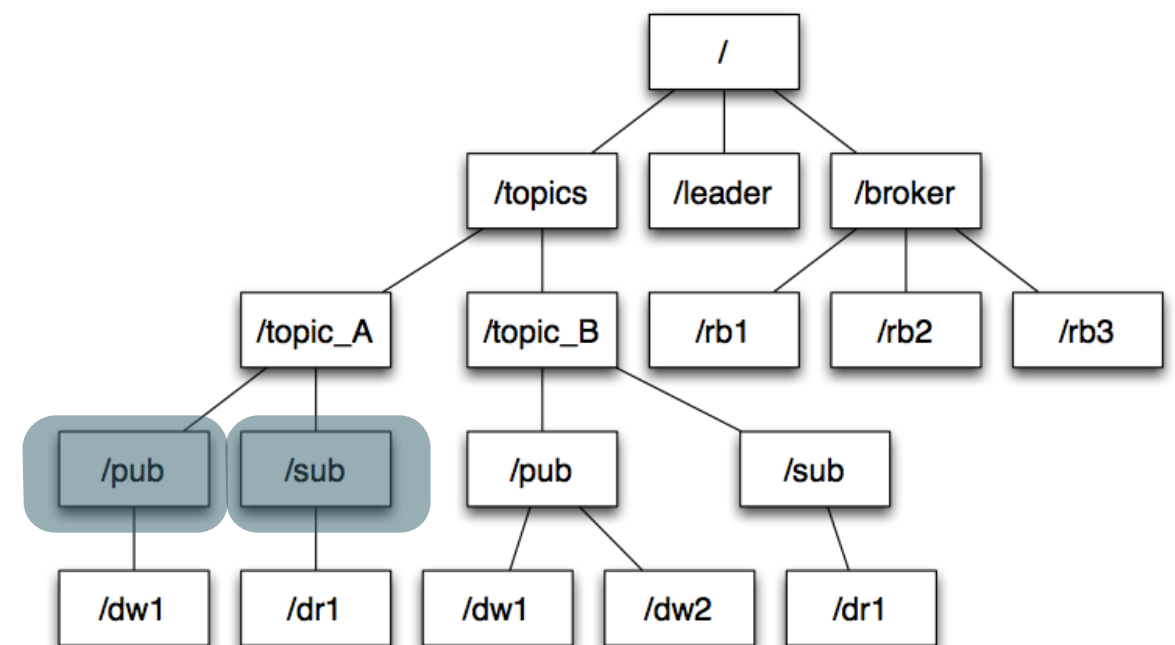 /
/topics
/leader
/broker
/topic_A
/topic_B
/rb1
/rb2
/rb3
/pub
/sub
/pub
/sub
/dw1
/dr1
/dw1
/dw2
/dr1